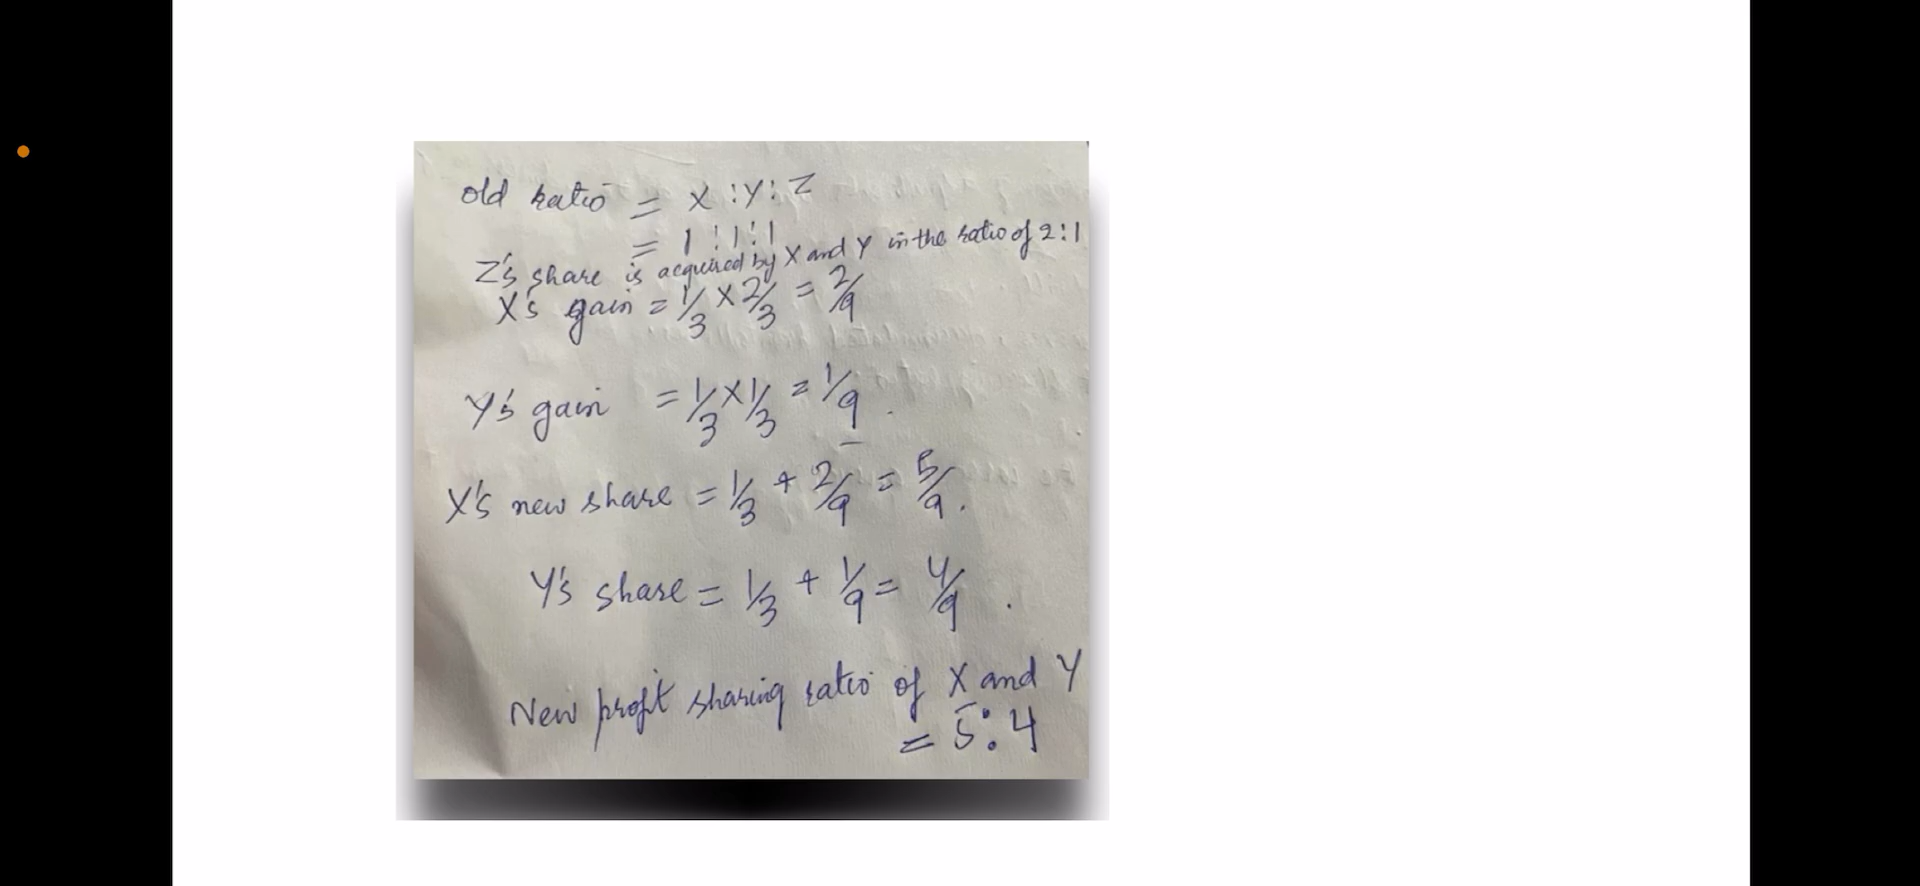 old ratio = X : Y : Z
= 1 : 1 : 1
Z's share is acquired by X and Y in the ratio of 2 : 1
X's gain = 1/3 X 2/3 = 2/9
Y's gain = 1/3 X 1/3 = 1/9 .
X's new share = 1/3 + 2/9 = 5/9 .
Y's share = 1/3 + 1/9 = 4/9 .
New profit sharing ratio of X and Y
= 5 : 4